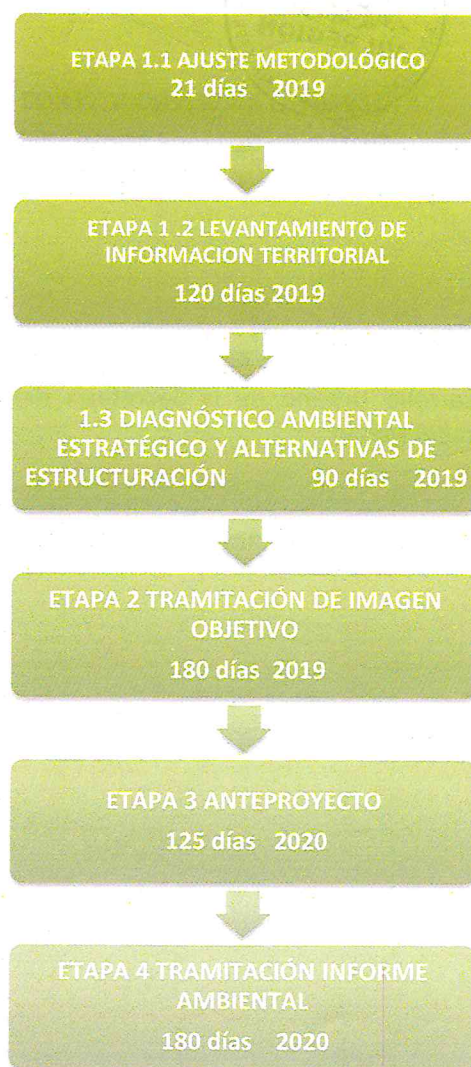 ETAPA 1.1 AJUSTE METODOLÓGICO
21 días 2019
ETAPA 1 .2 LEVANTAMIENTO DE
INFORMACION TERRITORIAL
120 días 2019
1.3 DIAGNÓSTICO AMBIENTAL
ESTRATÉGICO Y ALTERNATIVAS DE
ESTRUCTURACIÓN 90 días 2019
ETAPA 2 TRAMITACIÓN DE IMAGEN
OBJETIVO
180 días 2019
ETAPA 3 ANTEPROYECTO
125 días 2020
ETAPA 4 TRAMITACIÓN INFORME
AMBIENTAL
180 días 2020